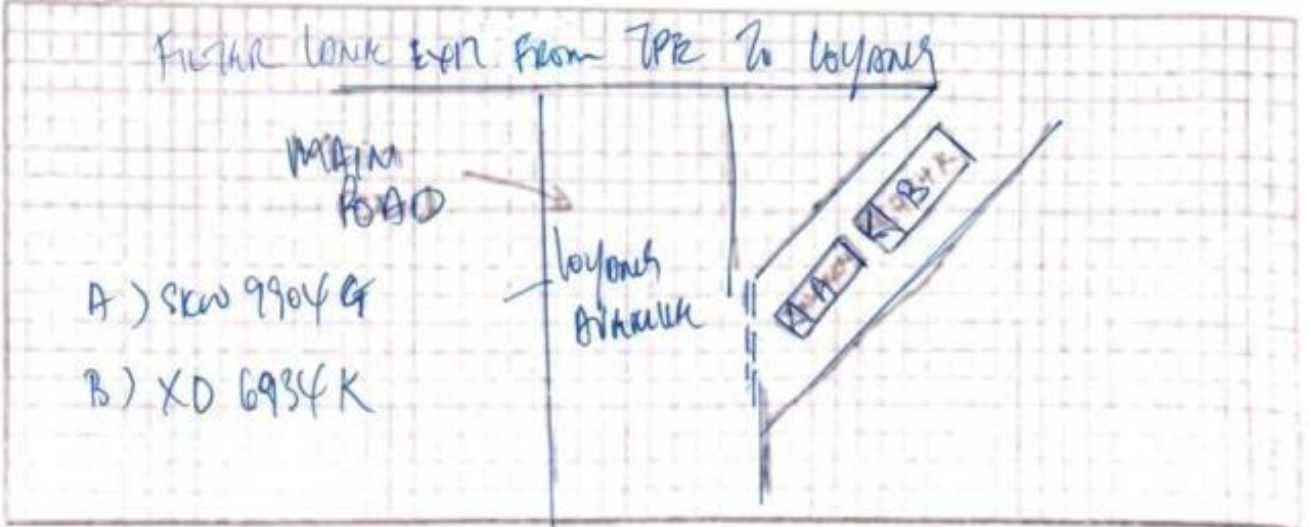 FILTER LANE EXIT FROM TPE TO LOYANG
MAIN
ROAD
LOYANG
AVENUE
A) SKW 9904 G
B) XD 6934 K
A
B